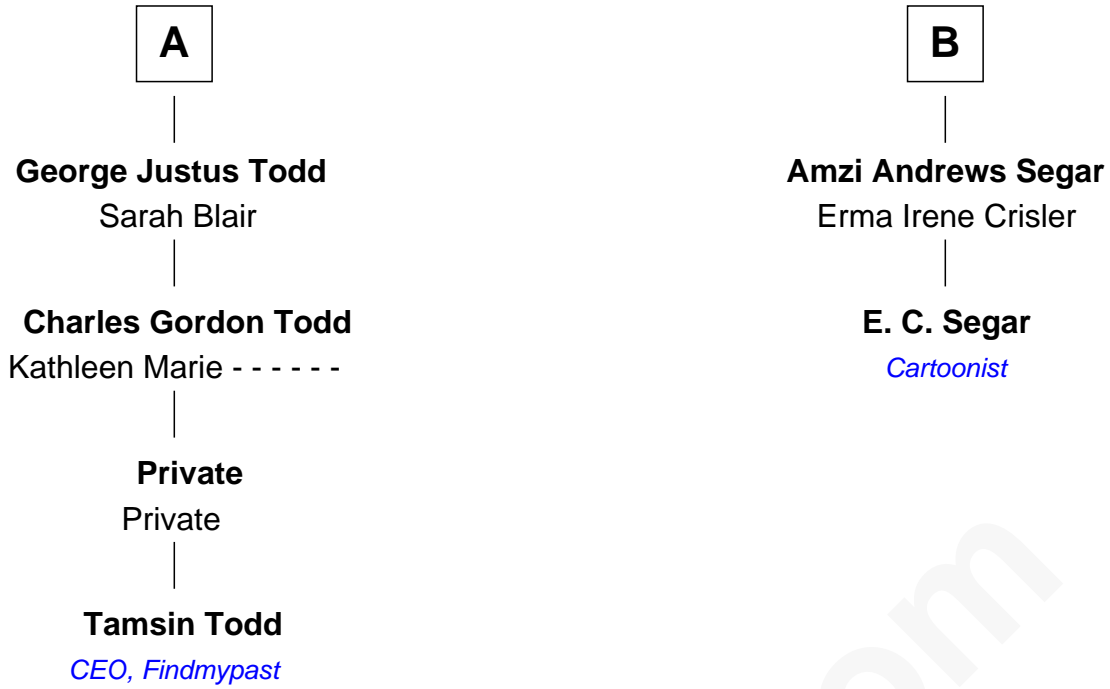 A
George Justus Todd
Sarah Blair
Charles Gordon Todd
Kathleen Marie - - - - - -
Private
Private
Tamsin Todd
CEO, Findmypast
B
Amzi Andrews Segar
Erma Irene Crisler
E. C. Segar
Cartoonist
om